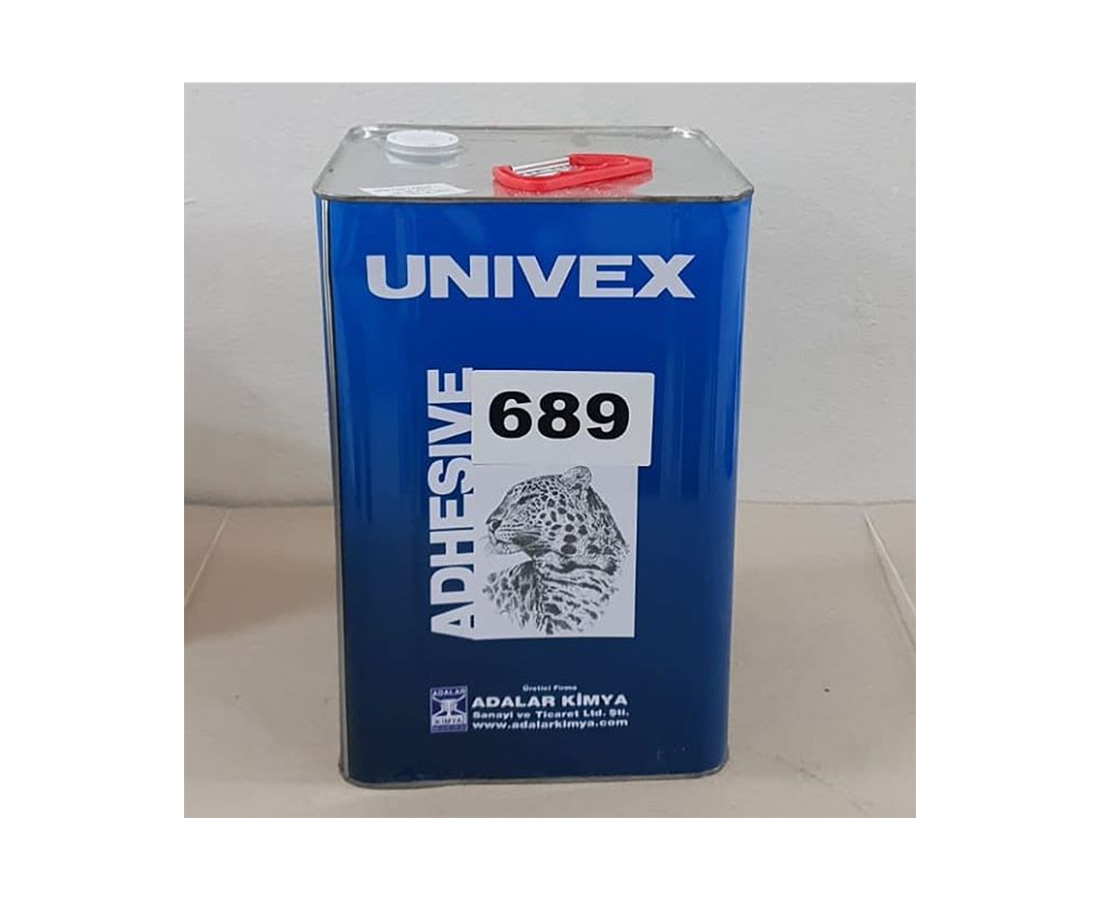 UNIVEX
ADHESIVE
689
Üretici Firma
ADALAR KİMYA
Sanayi ve Ticaret Ltd. Şti.
www.adalarkimya.com
ADALAR
KİMYA